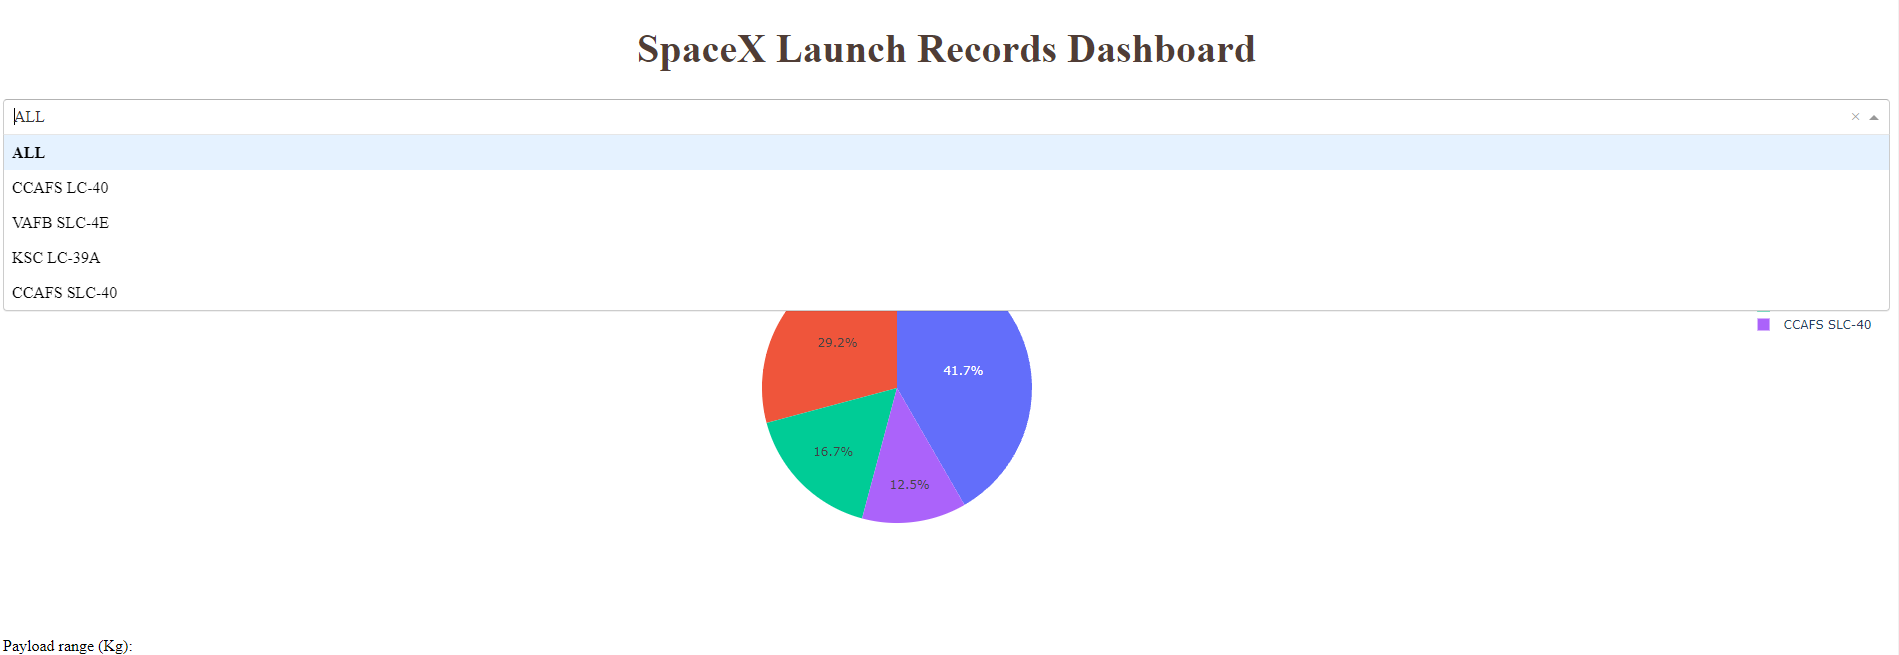 SpaceX Launch Records Dashboard
ALL
ALL
CCAFS LC-40
VAFB SLC-4E
KSC LC-39A
CCAFS SLC-40
CCAFS SLC-40
29.2%
41.7%
16.7%
12.5%
Payload range (Kg):